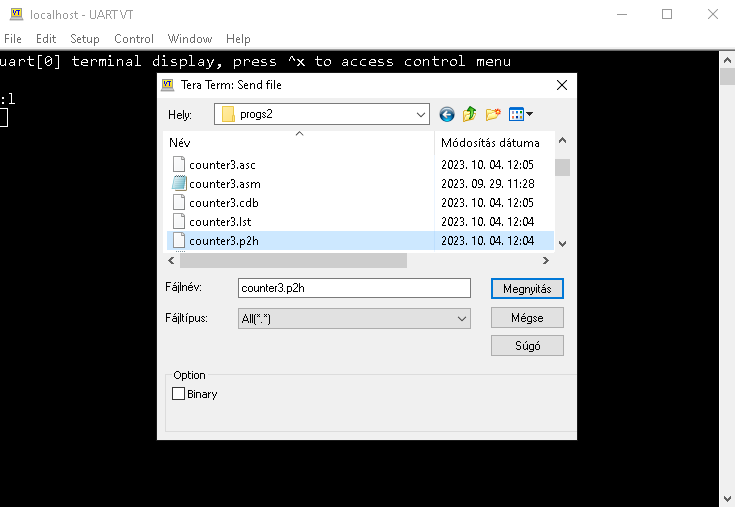 localhost - UART VT
File Edit Setup Control Window Help
uart[0] terminal display, press ^x to access control menu
:l
Tera Term: Send file
Hely: progs2
Név Módosítás dátuma
counter3.asc 2023. 10. 04. 12:05
counter3.asm 2023. 09. 29. 11:28
counter3.cdb 2023. 10. 04. 12:05
counter3.lst 2023. 10. 04. 12:04
counter3.p2h 2023. 10. 04. 12:04
Fájlnév: counter3.p2h Megnyitás
Fájltípus: All(*.*) Mégse
Súgó
Option
Binary